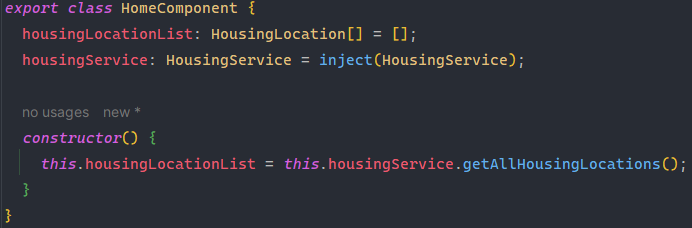 export class HomeComponent {
housingLocationList: HousingLocation[] = [];
housingService: HousingService = inject(HousingService);
no usages new *
constructor() {
this.housingLocationList = this.housingService.getAllHousingLocations();
}
}